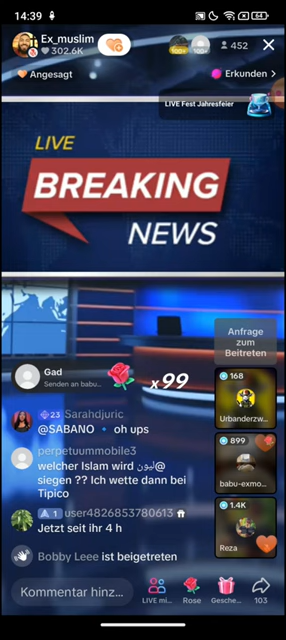 14:39
64
Ex_muslim
302.6K
100+
100+
452
Angesagt
Erkunden >
LIVE Fest Jahresfeier
LIVE
BREAKING
NEWS
Anfrage
zum
Beitreten
Gad
Senden an babu...
x99
168
Urbanderzw...
23 Sarahdjuric
@SABANO oh ups
perpetuummobile3
welcher Islam wird @ليون
siegen ?? Ich wette dann bei
Tipico
899
babu-exmo...
1 user4826853780613
Jetzt seit ihr 4 h
1.4K
Reza
Bobby Leee ist beigetreten
Kommentar hinz...
LIVE mi...
Rose
Gesche...
103